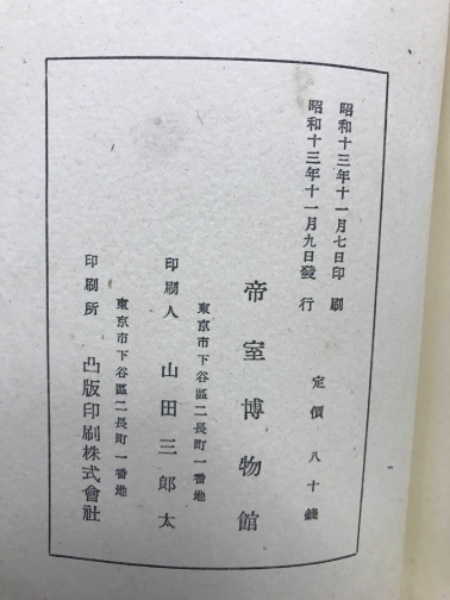 昭和十三年十一月七日印刷
昭和十三年十一月九日發行
定價八十錢
帝室博物館
東京市下谷區二長町一番地
印刷人 山田三郎太
東京市下谷區二長町一番地
印刷所 凸版印刷株式會社